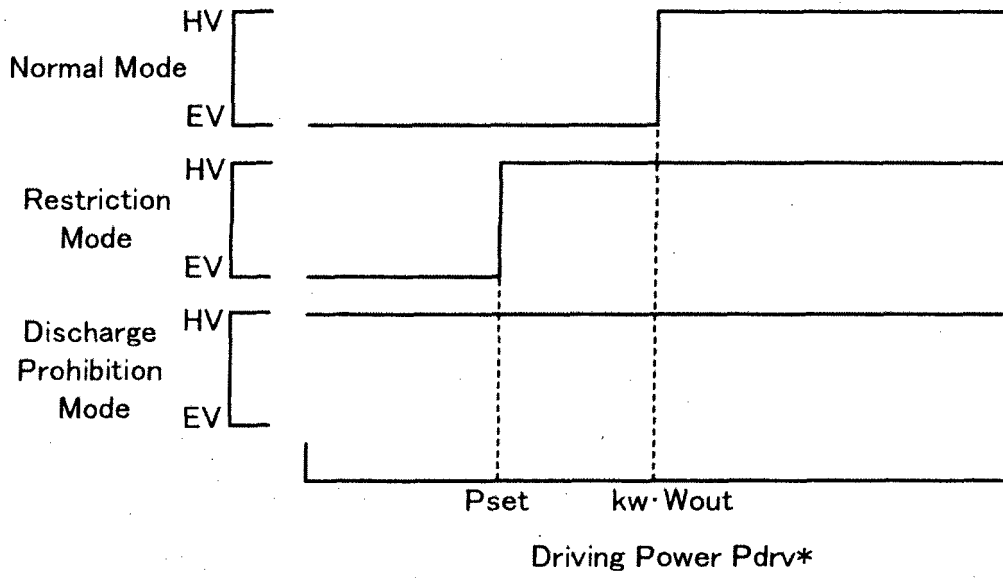 HV
Normal Mode
EV
HV
Restriction
Mode
EV
HV
Discharge
Prohibition
Mode
EV
Pset
kw·Wout
Driving Power Pdrv*